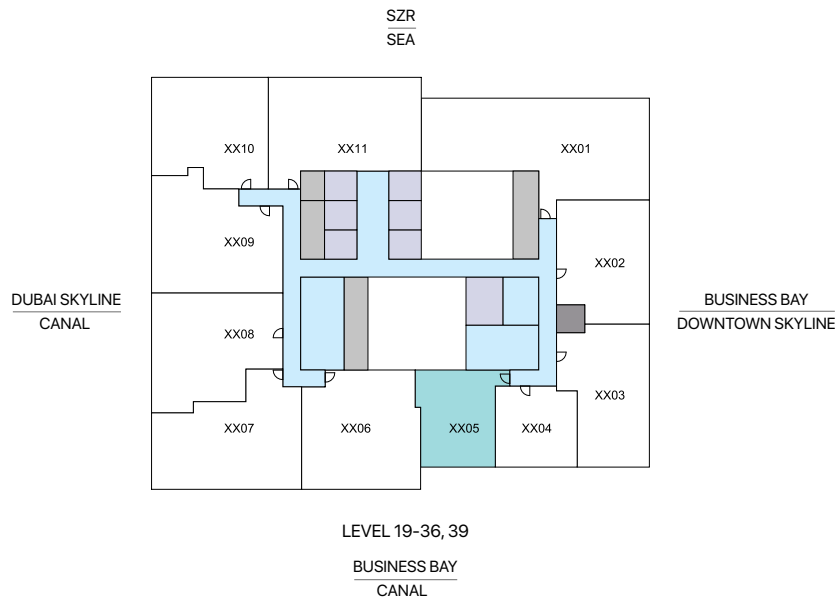 SZR
SEA
XX10
XX11
XX01
XX09
XX02
DUBAI SKYLINE
CANAL
BUSINESS BAY
DOWNTOWN SKYLINE
XX08
XX03
XX07
XX06
XX05
XX04
LEVEL 19-36, 39
BUSINESS BAY
CANAL